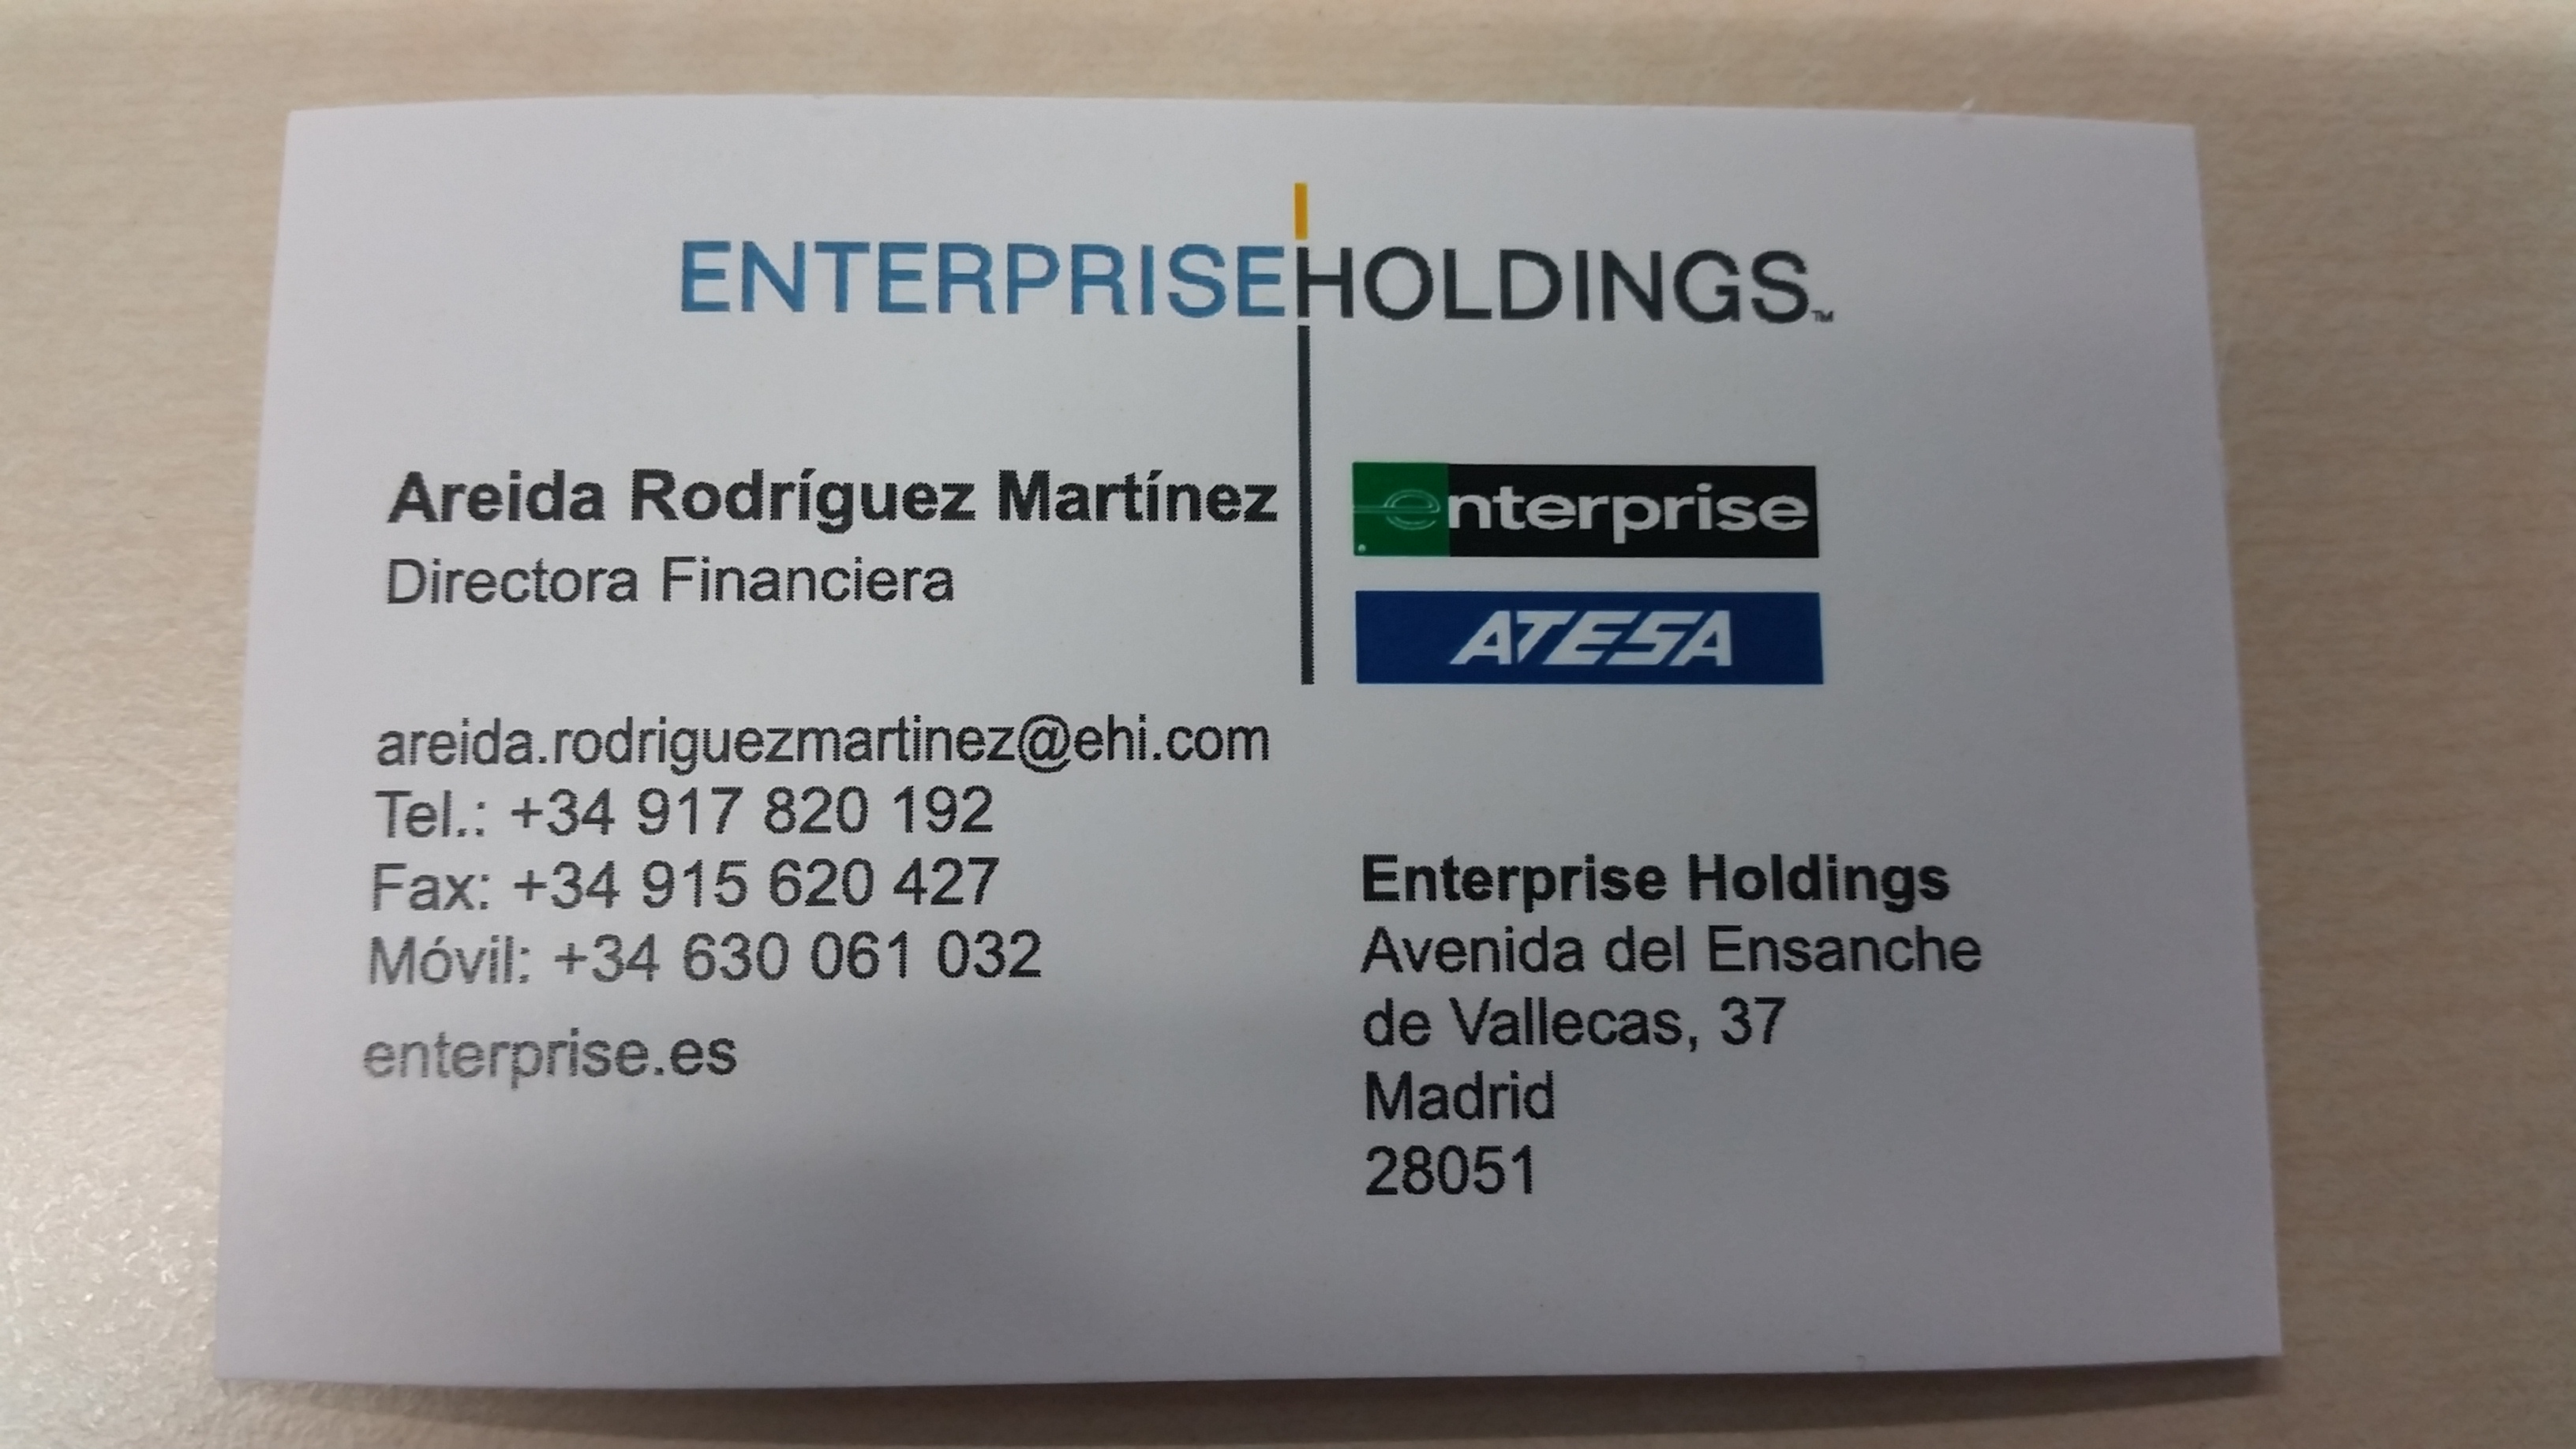 ENTERPRISEHOLDINGS™
Areida Rodríguez Martínez
Directora Financiera
enterprise
ATESA
areida.rodriguezmartinez@ehi.com
Tel.: +34 917 820 192
Fax: +34 915 620 427
Móvil: +34 630 061 032
enterprise.es
Enterprise Holdings
Avenida del Ensanche
de Vallecas, 37
Madrid
28051